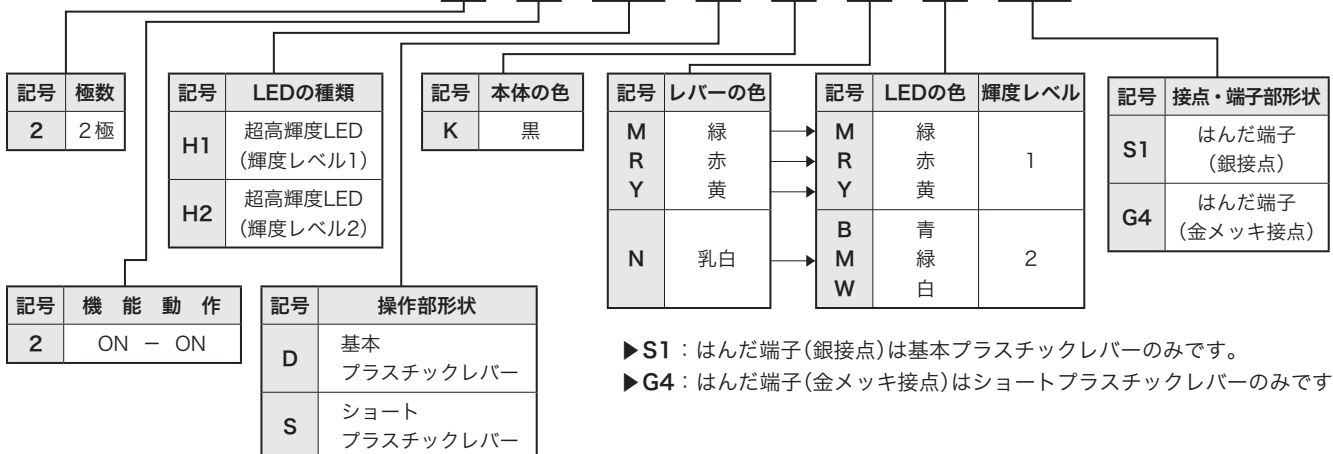 記号 極数
2 2極
記号 LEDの種類
H1 超高輝度LED
(輝度レベル1)
H2 超高輝度LED
(輝度レベル2)
記号 本体の色
K 黒
記号 レバーの色
M 緑
R 赤
Y 黄
N 乳白
記号 LEDの色 輝度レベル
M 緑
R 赤 1
Y 黄
B 青
M 緑 2
W 白
記号 接点・端子部形状
S1 はんだ端子
(銀接点)
G4 はんだ端子
(金メッキ接点)
記号 機能動作
2 ON − ON
記号 操作部形状
D 基本
プラスチックレバー
S ショート
プラスチックレバー
▶S1：はんだ端子(銀接点)は基本プラスチックレバーのみです。
▶G4：はんだ端子(金メッキ接点)はショートプラスチックレバーのみです